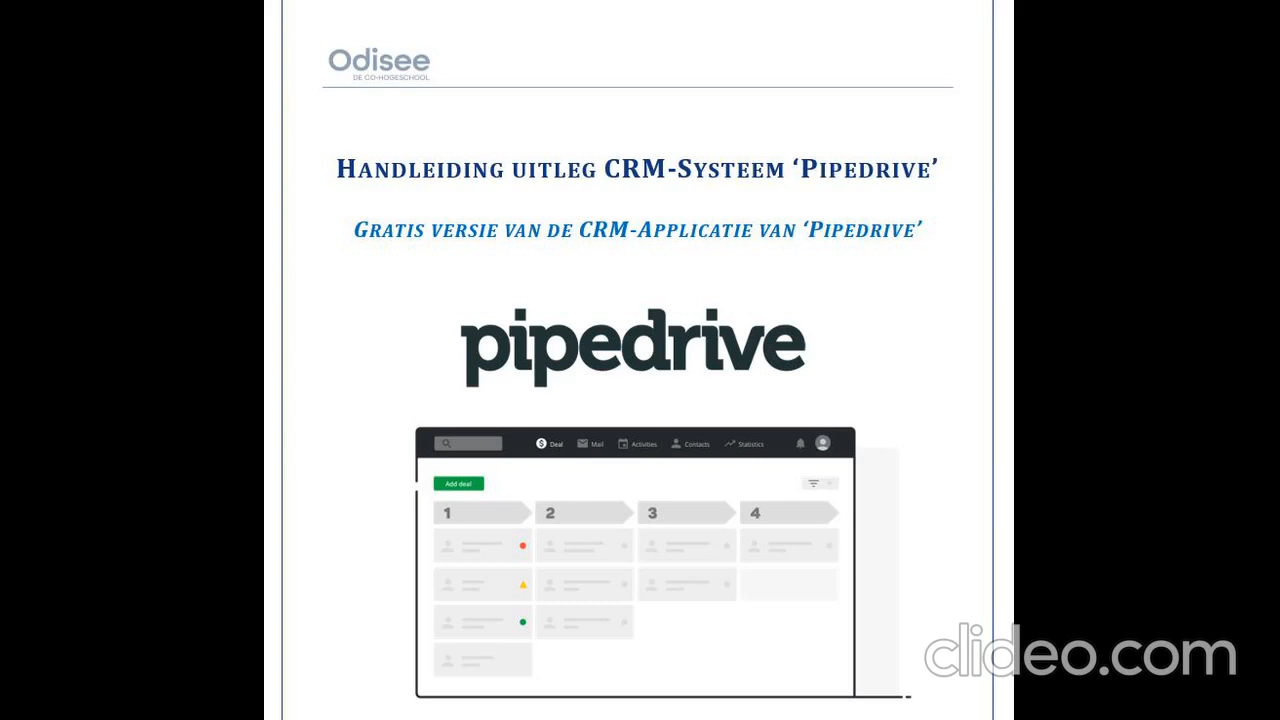 Odisee
DE CO-HOGESCHOOL
HANDLEIDING UITLEG CRM-SYSTEEM ‘PIPEDRIVE’
GRATIS VERSIE VAN DE CRM-APPLICATIE VAN ‘PIPEDRIVE’
pipedrive
Deal Mail Activities Contacts Statistics
Add deal
1 2 3 4
clideo.com